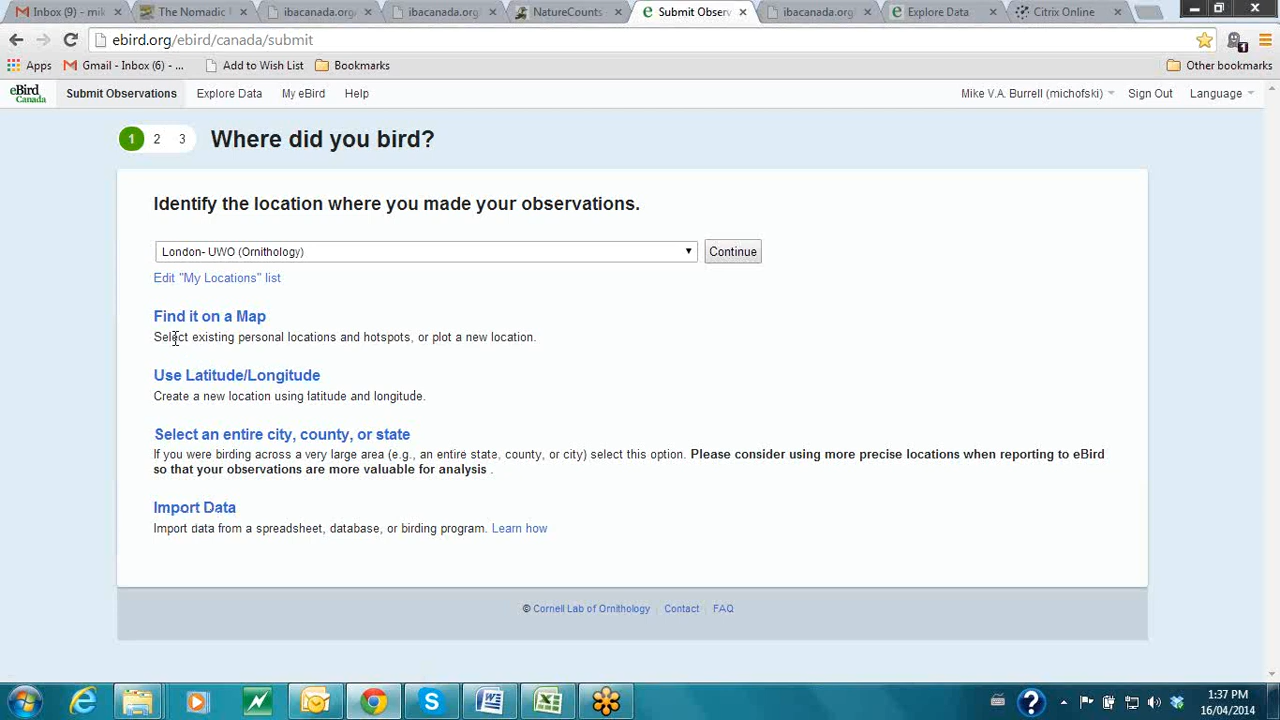 Inbox (9) - mik
The Nomadic
ibacanada.org/
ibacanada.org/
NatureCounts
Submit Observ
ibacanada.org/
Explore Data
Citrix Online
ebird.org/ebird/canada/submit
1
Apps
Gmail - Inbox (6) - ...
Add to Wish List
Bookmarks
Other bookmarks
eBird Canada
Submit Observations
Explore Data
My eBird
Help
Mike V.A. Burrell (michofski)
Sign Out
Language
1 2 3 Where did you bird?
Identify the location where you made your observations.
London- UWO (Ornithology)
Continue
Edit "My Locations" list
Find it on a Map
Select existing personal locations and hotspots, or plot a new location.
Use Latitude/Longitude
Create a new location using latitude and longitude.
Select an entire city, county, or state
If you were birding across a very large area (e.g., an entire state, county, or city) select this option. Please consider using more precise locations when reporting to eBird
so that your observations are more valuable for analysis .
Import Data
Import data from a spreadsheet, database, or birding program. Learn how
© Cornell Lab of Ornithology | Contact | FAQ
1:37 PM
16/04/2014